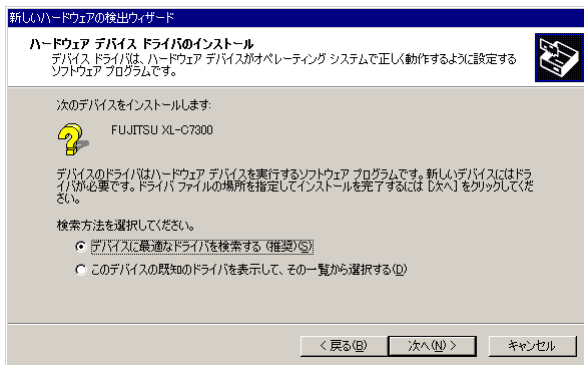 新しいハードウェアの検出ウィザード
ハードウェア デバイス ドライバのインストール
デバイス ドライバは、ハードウェア デバイスがオペレーティング システムで正しく動作するように設定する
ソフトウェア プログラムです。
次のデバイスをインストールします:
FUJITSU XL-C7300
デバイスのドライバはハードウェア デバイスを実行するソフトウェア プログラムです。新しいデバイスにはドラ
イバが必要です。ドライバ ファイルの場所を指定してインストールを完了するには [次へ] をクリックしてくだ
さい。
検索方法を選択してください。
デバイスに最適なドライバを検索する (推奨)(S)
このデバイスの既知のドライバを表示して、その一覧から選択する(D)
< 戻る(B)
次へ(N) >
キャンセル